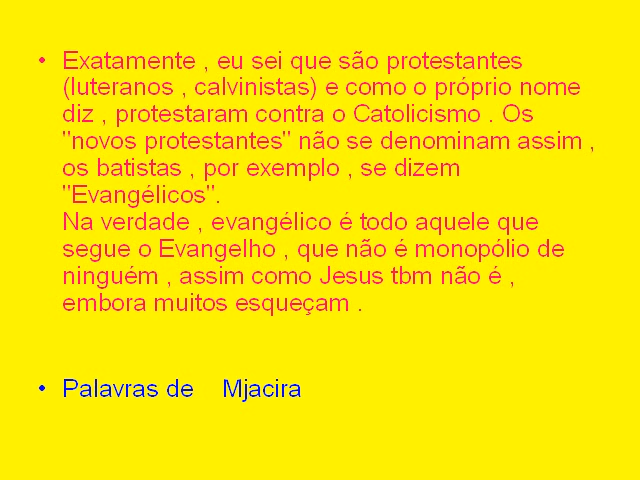 • Exatamente , eu sei que são protestantes
(luteranos , calvinistas) e como o próprio nome
diz , protestaram contra o Catolicismo . Os
"novos protestantes" não se denominam assim ,
os batistas , por exemplo , se dizem
"Evangélicos".
Na verdade , evangélico é todo aquele que
segue o Evangelho , que não é monopólio de
ninguém , assim como Jesus tbm não é ,
embora muitos esqueçam .
• Palavras de Mjacira